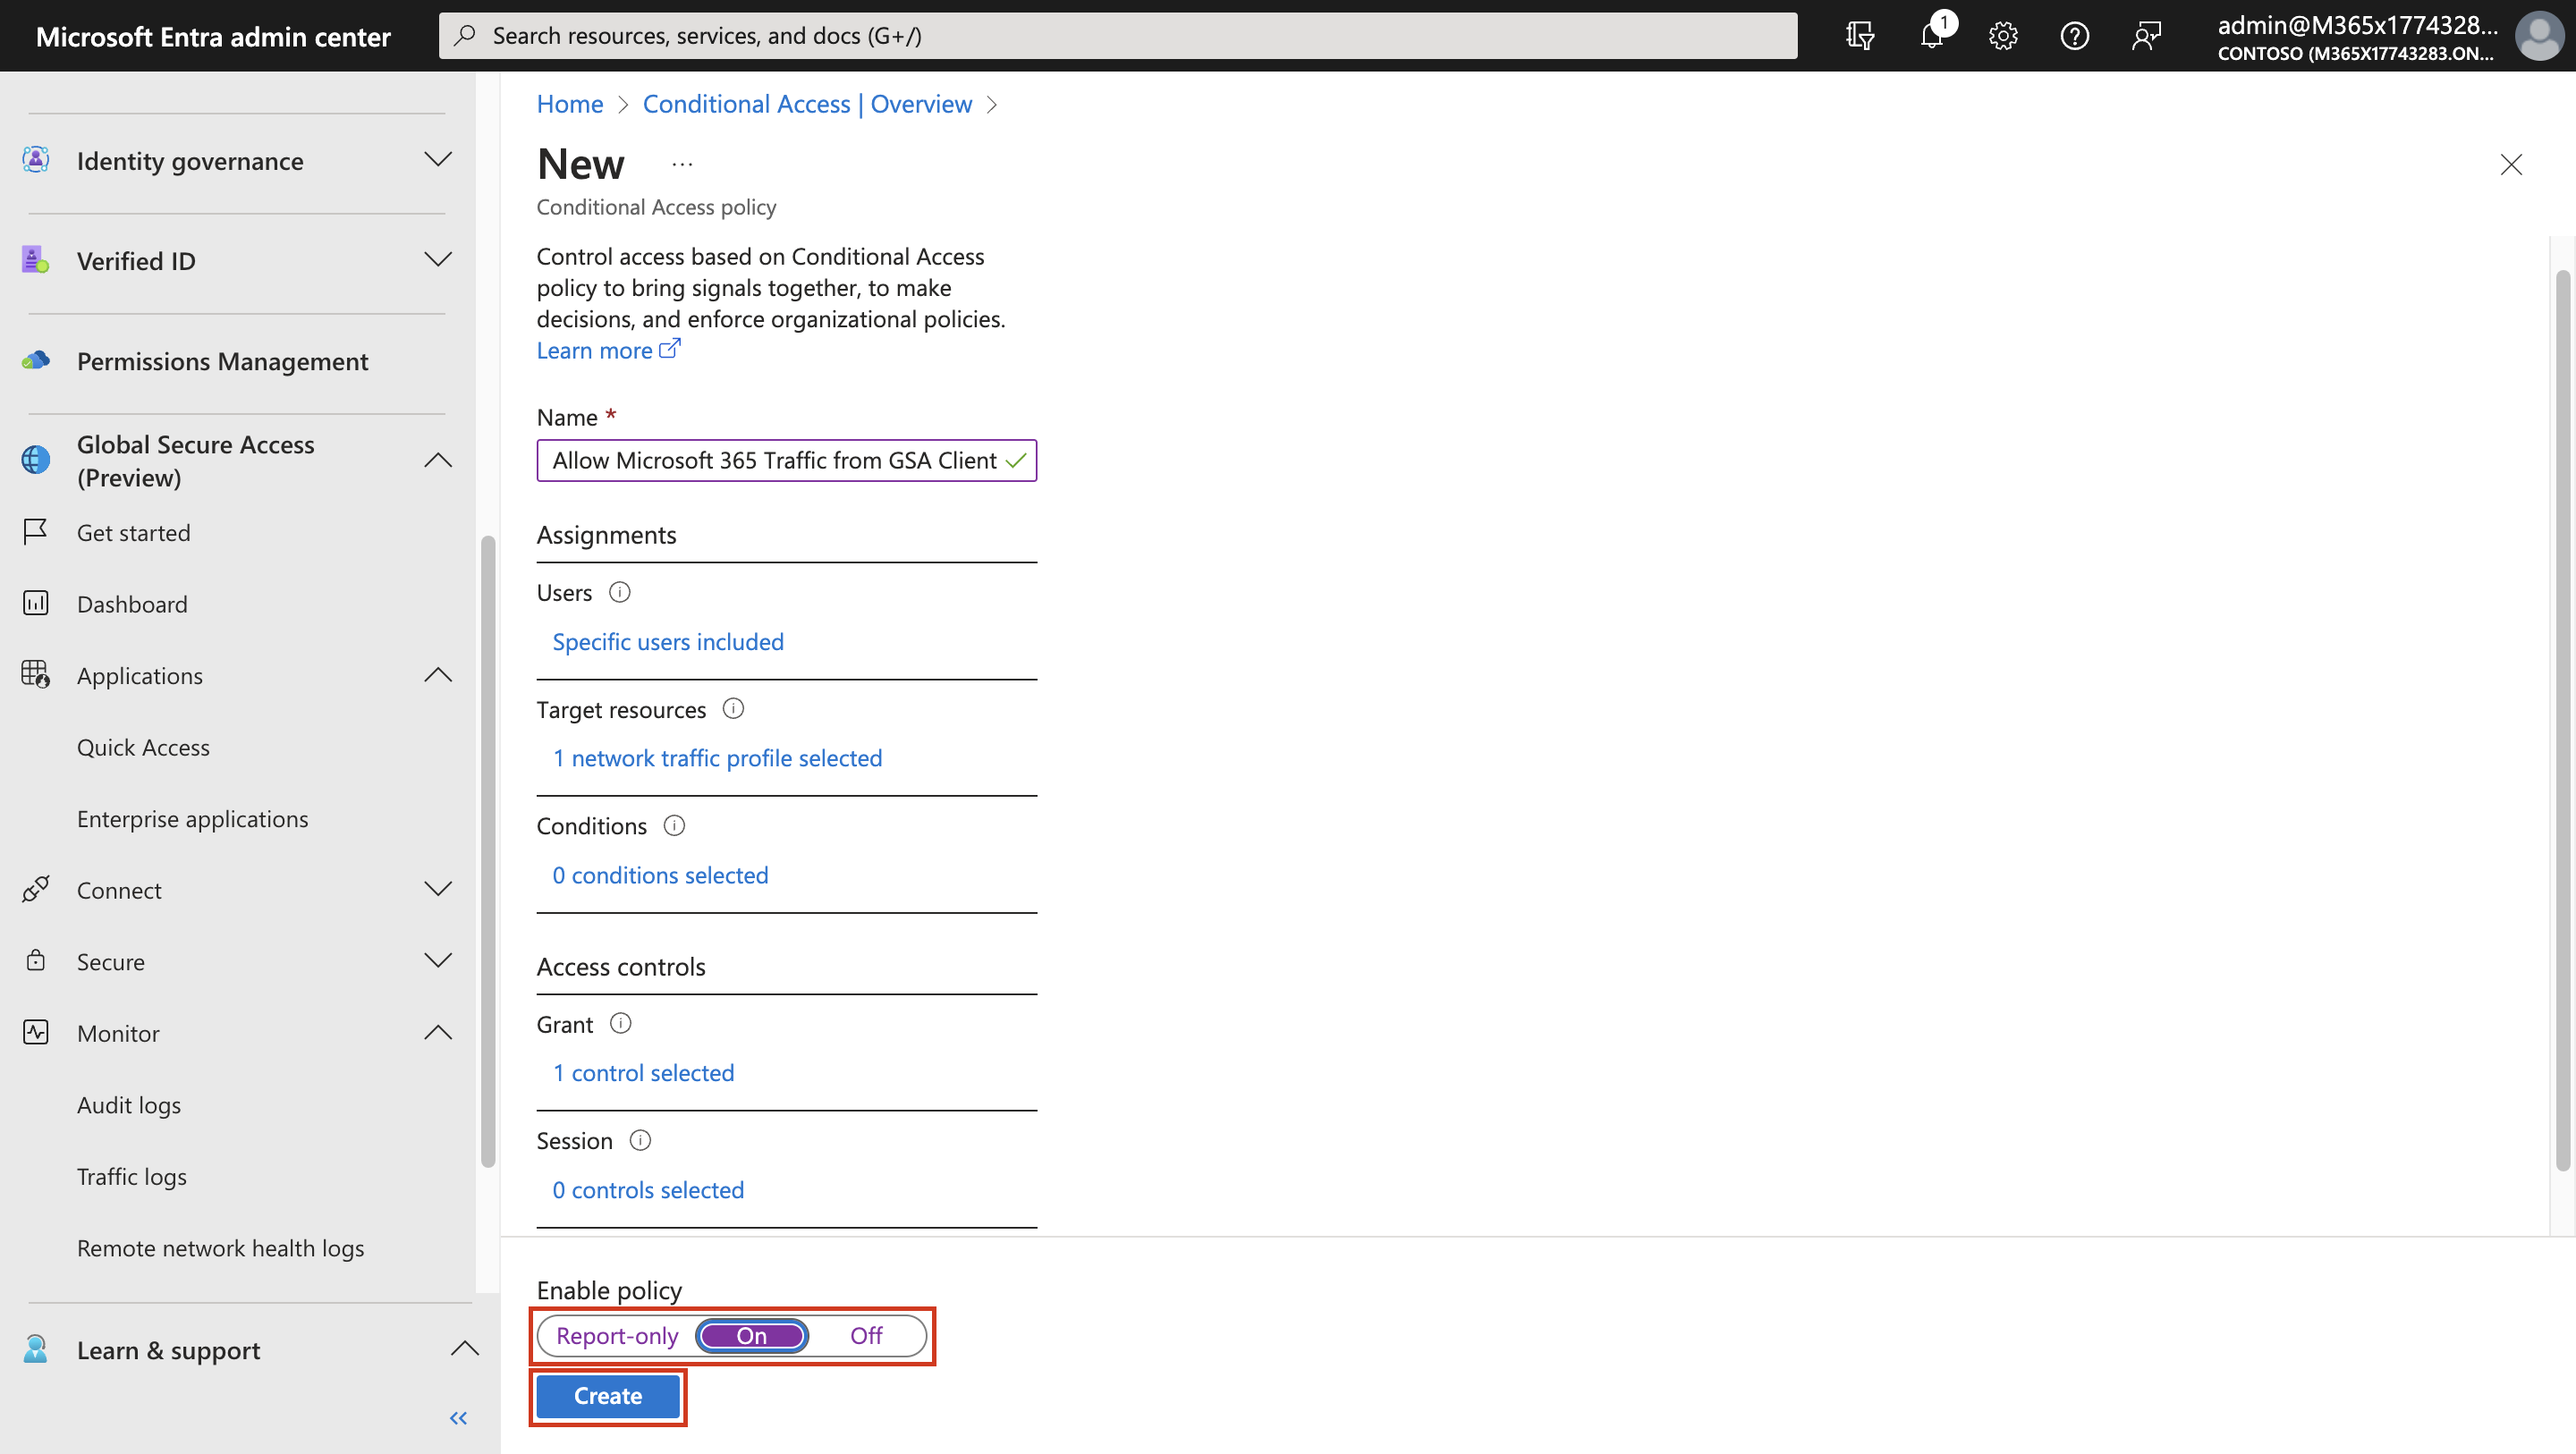 Microsoft Entra admin center
Search resources, services, and docs (G+/)
1
admin@M365x1774328...
CONTOSO (M365X17743283.ON...
Identity governance
Verified ID
Permissions Management
Global Secure Access
(Preview)
Get started
Dashboard
Applications
Quick Access
Enterprise applications
Connect
Secure
Monitor
Audit logs
Traffic logs
Remote network health logs
Learn & support
Home
Conditional Access | Overview
New
...
Conditional Access policy
Control access based on Conditional Access
policy to bring signals together, to make
decisions, and enforce organizational policies.
Learn more
Name *
Allow Microsoft 365 Traffic from GSA Client
Assignments
Users
Specific users included
Target resources
1 network traffic profile selected
Conditions
0 conditions selected
Access controls
Grant
1 control selected
Session
0 controls selected
Enable policy
Report-only On Off
Create